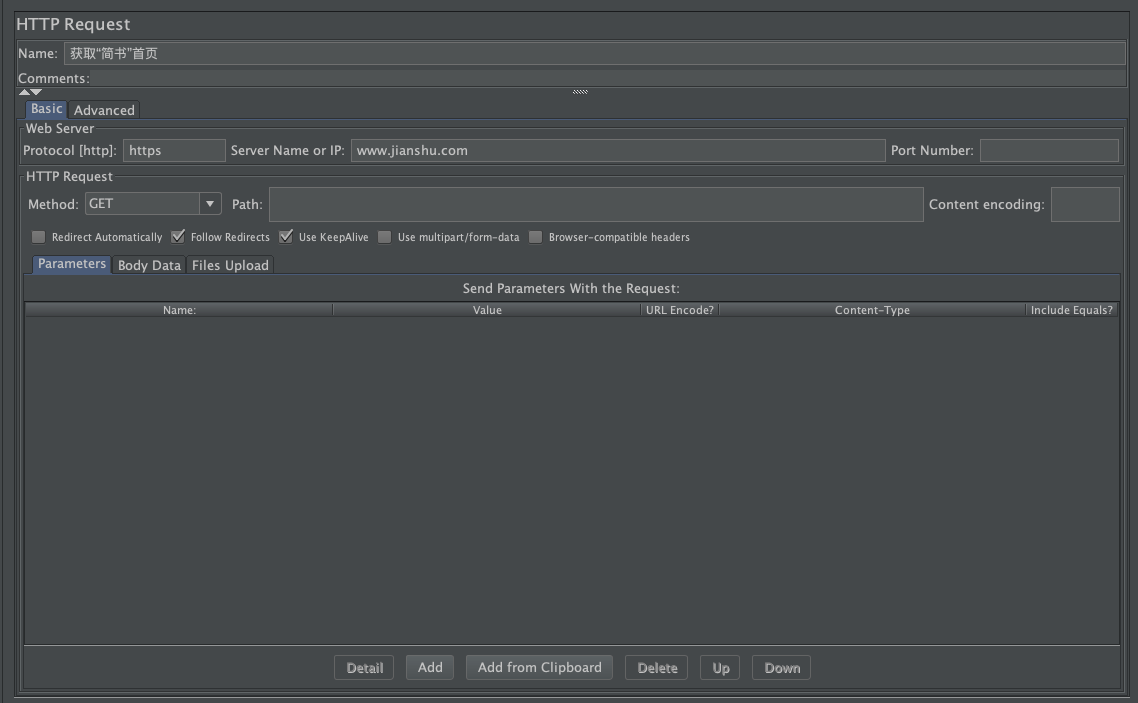 HTTP Request
Name: 获取“简书”首页
Comments:
Basic Advanced
Web Server
Protocol [http]: https Server Name or IP: www.jianshu.com Port Number:
HTTP Request
Method: GET Path: Content encoding:
Redirect Automatically Follow Redirects Use KeepAlive Use multipart/form-data Browser-compatible headers
Parameters Body Data Files Upload
Send Parameters With the Request:
Name: Value URL Encode? Content-Type Include Equals?
Detail Add Add from Clipboard Delete Up Down